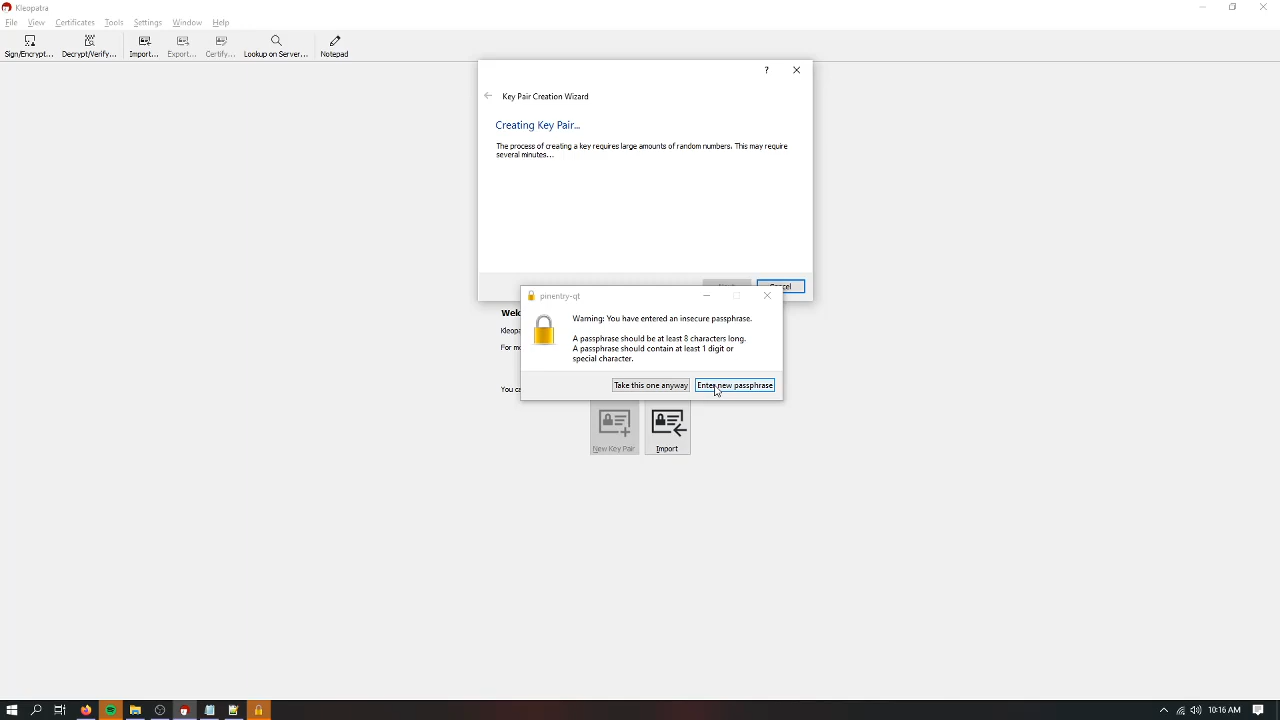 Kleopatra
File View Certificates Tools Settings Window Help
Sign/Encrypt... Decrypt/Verify... Import... Export... Certify... Lookup on Server... Notepad
?
Key Pair Creation Wizard
Creating Key Pair...
The process of creating a key requires large amounts of random numbers. This may require
several minutes...
pinentry-qt
Warning: You have entered an insecure passphrase.
A passphrase should be at least 8 characters long.
A passphrase should contain at least 1 digit or
special character.
Take this one anyway Enter new passphrase
You
New Key Pair Import
10:16 AM